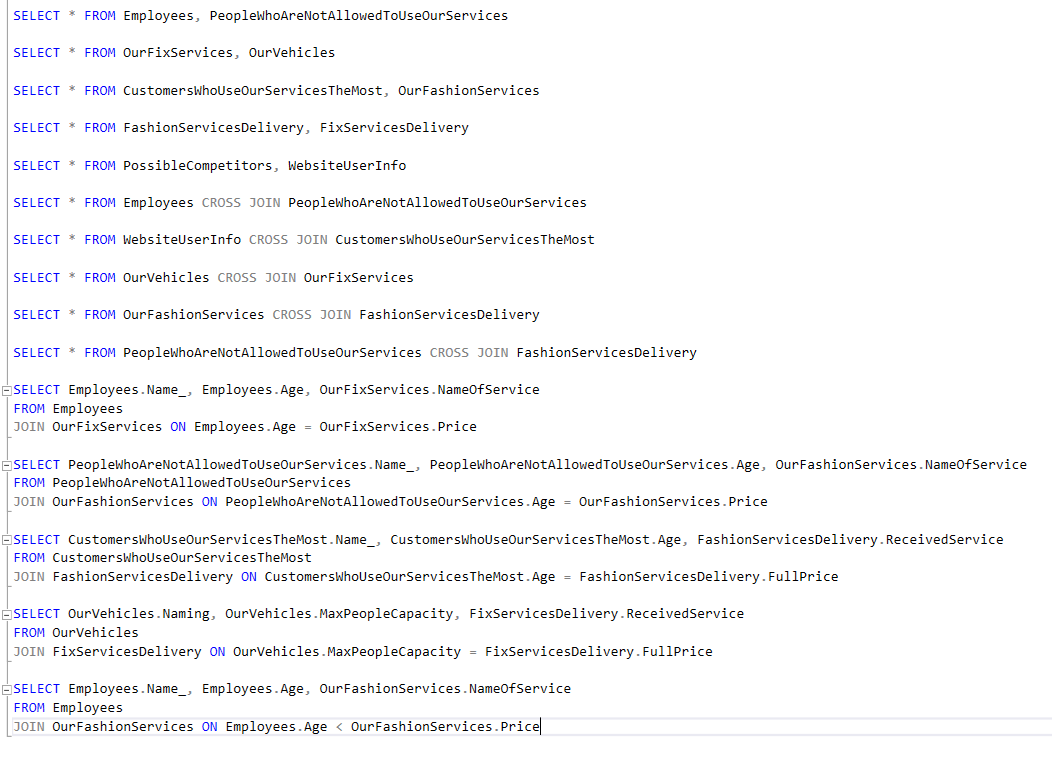 SELECT * FROM Employees, PeopleWhoAreNotAllowedToUseOurServices
SELECT * FROM OurFixServices, OurVehicles
SELECT * FROM CustomersWhoUseOurServicesTheMost, OurFashionServices
SELECT * FROM FashionServicesDelivery, FixServicesDelivery
SELECT * FROM PossibleCompetitors, WebsiteUserInfo
SELECT * FROM Employees CROSS JOIN PeopleWhoAreNotAllowedToUseOurServices
SELECT * FROM WebsiteUserInfo CROSS JOIN CustomersWhoUseOurServicesTheMost
SELECT * FROM OurVehicles CROSS JOIN OurFixServices
SELECT * FROM OurFashionServices CROSS JOIN FashionServicesDelivery
SELECT * FROM PeopleWhoAreNotAllowedToUseOurServices CROSS JOIN FashionServicesDelivery
SELECT Employees.Name_, Employees.Age, OurFixServices.NameOfService
FROM Employees
JOIN OurFixServices ON Employees.Age = OurFixServices.Price
SELECT PeopleWhoAreNotAllowedToUseOurServices.Name_, PeopleWhoAreNotAllowedToUseOurServices.Age, OurFashionServices.NameOfService
FROM PeopleWhoAreNotAllowedToUseOurServices
JOIN OurFashionServices ON PeopleWhoAreNotAllowedToUseOurServices.Age = OurFashionServices.Price
SELECT CustomersWhoUseOurServicesTheMost.Name_, CustomersWhoUseOurServicesTheMost.Age, FashionServicesDelivery.ReceivedService
FROM CustomersWhoUseOurServicesTheMost
JOIN FashionServicesDelivery ON CustomersWhoUseOurServicesTheMost.Age = FashionServicesDelivery.FullPrice
SELECT OurVehicles.Naming, OurVehicles.MaxPeopleCapacity, FixServicesDelivery.ReceivedService
FROM OurVehicles
JOIN FixServicesDelivery ON OurVehicles.MaxPeopleCapacity = FixServicesDelivery.FullPrice
SELECT Employees.Name_, Employees.Age, OurFashionServices.NameOfService
FROM Employees
JOIN OurFashionServices ON Employees.Age < OurFashionServices.Price